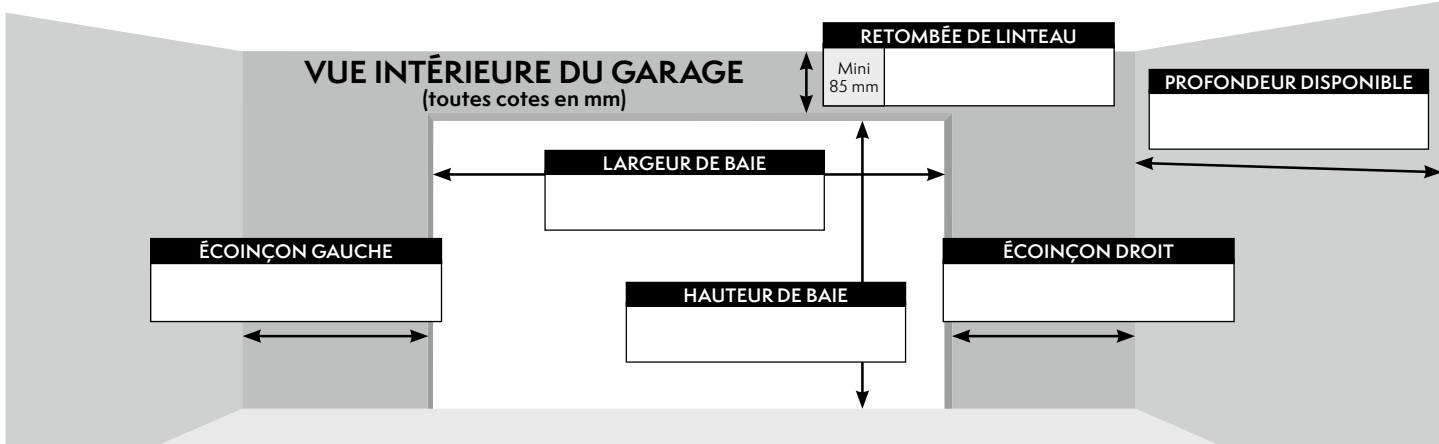 RETOMBÉE DE LINTEAU
Mini
85 mm
VUE INTÉRIEURE DU GARAGE
(toutes cotes en mm)
PROFONDEUR DISPONIBLE
LARGEUR DE BAIE
ÉCOINÇON GAUCHE
ÉCOINÇON DROIT
HAUTEUR DE BAIE